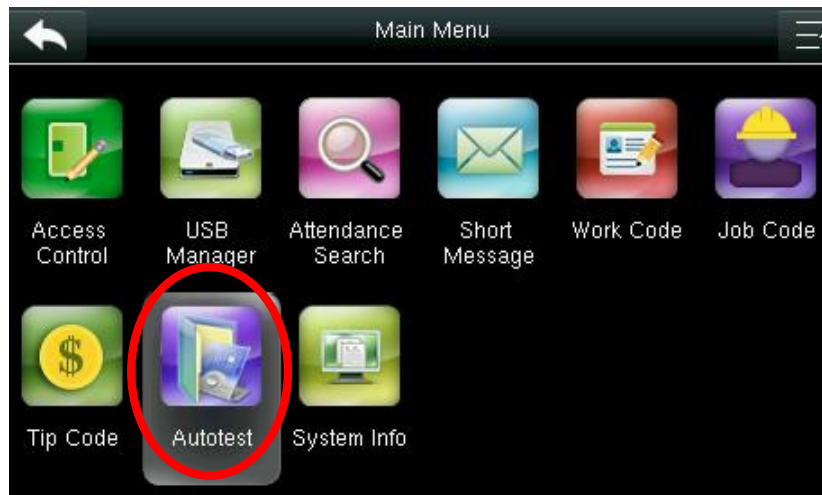 Main Menu
Access
Control
USB
Manager
Attendance
Search
Short
Message
Work Code
Job Code
$
Tip Code
Autotest
System Info